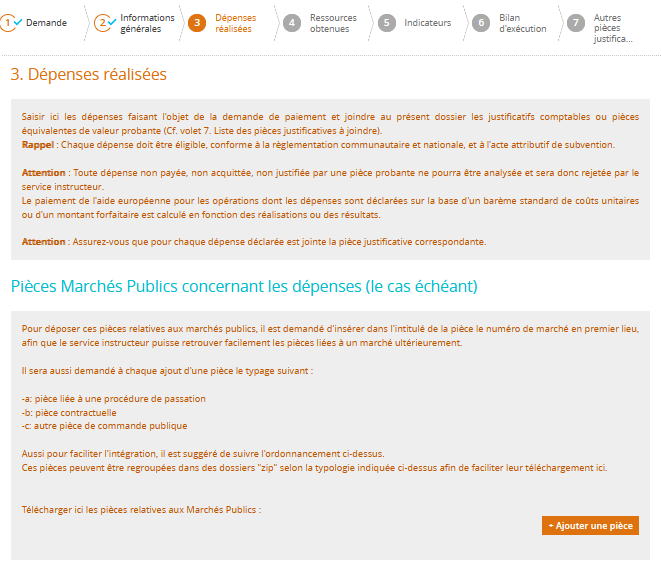 1 Demande
2 Informations générales
3 Dépenses réalisées
4 Ressources obtenues
5 Indicateurs
6 Bilan d'exécution
7 Autres pièces justifica...
3. Dépenses réalisées
Saisir ici les dépenses faisant l'objet de la demande de paiement et joindre au présent dossier les justificatifs comptables ou pièces
équivalentes de valeur probante (Cf. volet 7. Liste des pièces justificatives à joindre).
Rappel : Chaque dépense doit être éligible, conforme à la règlementation communautaire et nationale, et à l'acte attributif de subvention.
Attention : Toute dépense non payée, non acquittée, non justifiée par une pièce probante ne pourra être analysée et sera donc rejetée par le
service instructeur.
Le paiement de l'aide européenne pour les opérations dont les dépenses sont déclarées sur la base d'un barème standard de coûts unitaires
ou d'un montant forfaitaire est calculé en fonction des réalisations ou des résultats.
Attention : Assurez-vous que pour chaque dépense déclarée est jointe la pièce justificative correspondante.
Pièces Marchés Publics concernant les dépenses (le cas échéant)
Pour déposer ces pièces relatives aux marchés publics, il est demandé d'insérer dans l'intitulé de la pièce le numéro de marché en premier lieu,
afin que le service instructeur puisse retrouver facilement les pièces liées à un marché ultérieurement.
Il sera aussi demandé à chaque ajout d'une pièce le typage suivant :
-a: pièce liée à une procédure de passation
-b: pièce contractuelle
-c: autre pièce de commande publique
Aussi pour faciliter l'intégration, il est suggéré de suivre l'ordonnancement ci-dessus.
Ces pièces peuvent être regroupées dans des dossiers "zip" selon la typologie indiquée ci-dessus afin de faciliter leur téléchargement ici.
Télécharger ici les pièces relatives aux Marchés Publics :
+ Ajouter une pièce